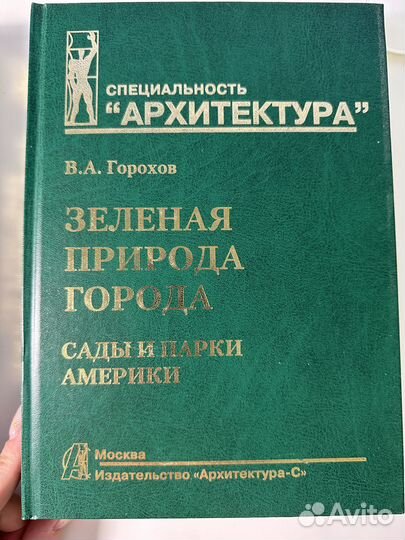 СПЕЦИАЛЬНОСТЬ
"АРХИТЕКТУРА"
В.А. Горохов
ЗЕЛЕНАЯ
ПРИРОДА
ГОРОДА
САДЫ И ПАРКИ
АМЕРИКИ
Москва
Издательство «Архитектура-С»
Avito